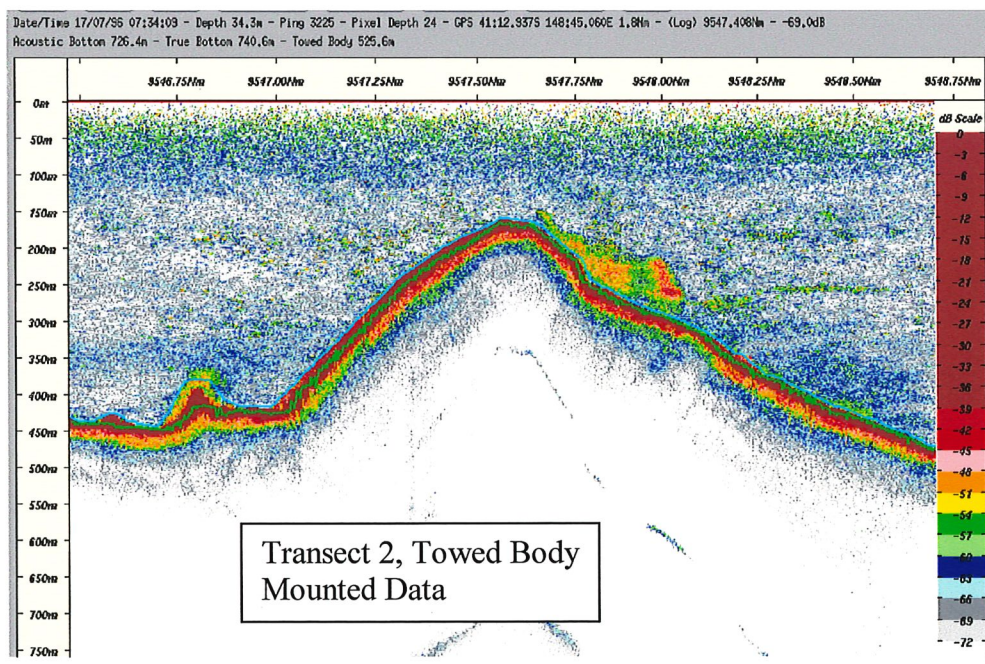 Date/Time 17/07/96 07:34:09 - Depth 34.3m - Ping 3225 - Pixel Depth 24 - GPS 41:12.937S 148:45.060E 1.8Nm - (Log) 9547.408Nm - -69.0dB
Acoustic Bottom 726.4m - True Bottom 740.6m - Towed Body 525.6m
9546.75Nm 9547.00Nm 9547.25Nm 9547.50Nm 9547.75Nm 9548.00Nm 9548.25Nm 9548.50Nm 9548.75Nm
0m
50m
100m
150m
200m
250m
300m
350m
400m
450m
500m
550m
600m
650m
700m
750m
dB Scale
0
-3
-6
-9
-12
-15
-18
-21
-24
-27
-30
-33
-36
-39
-42
-45
-48
-51
-54
-57
-60
-63
-66
-69
-72
Transect 2, Towed Body
Mounted Data